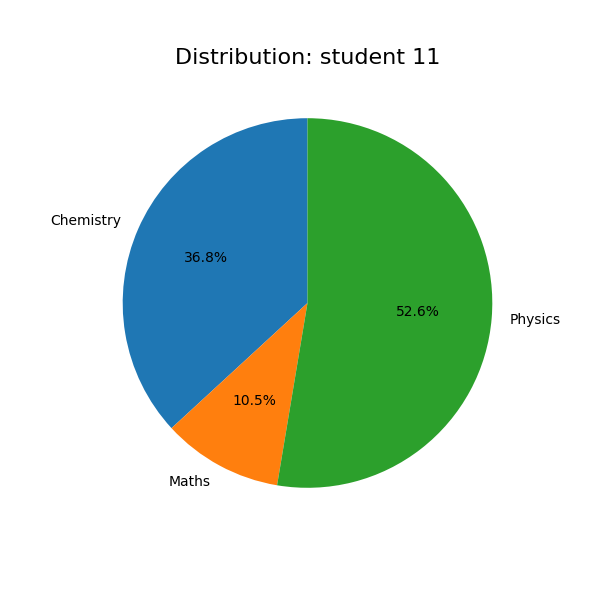 Distribution: student 11
Chemistry
36.8%
52.6%
Physics
10.5%
Maths